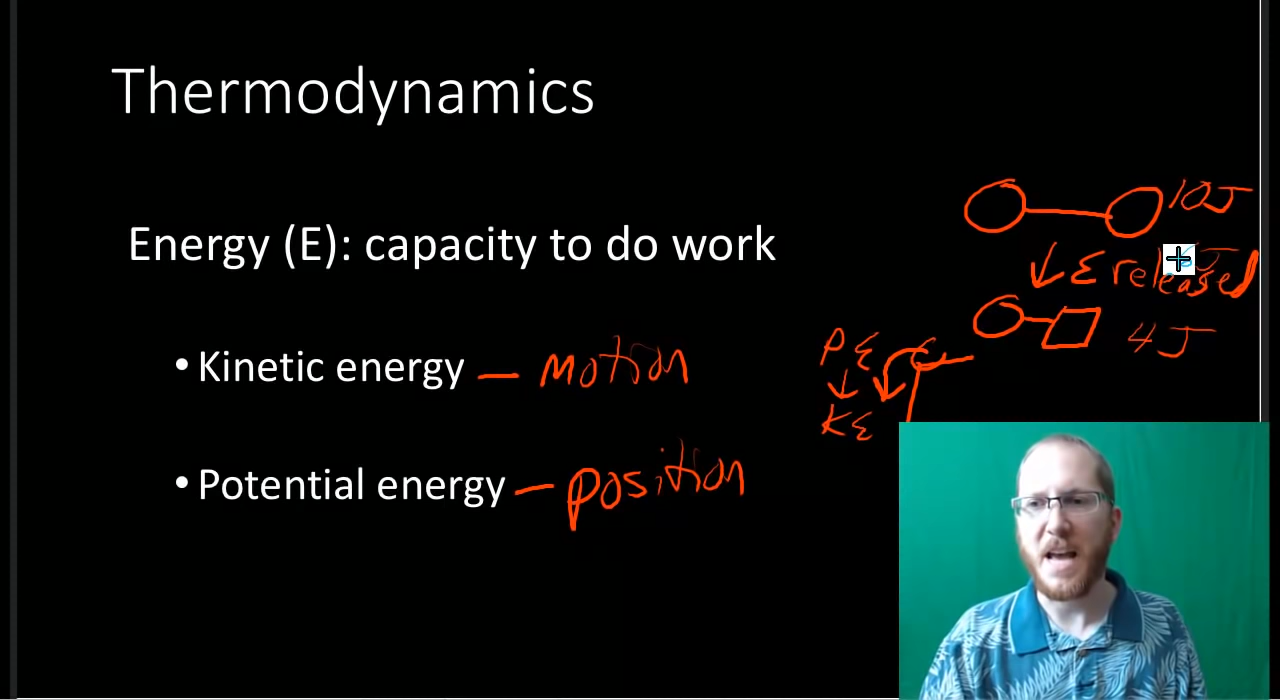 Thermodynamics
10J
Energy (E): capacity to do work
J
↓ E released
4J
PE
• Kinetic energy — motion
↓
KE
• Potential energy — position